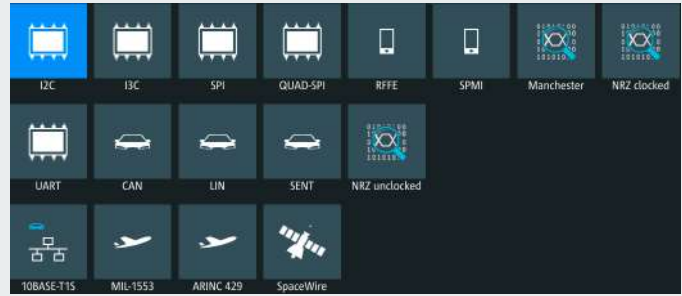 I2C I3C SPI QUAD-SPI RFFE SPMI Manchester NRZ clocked
UART CAN LIN SENT NRZ unclocked
10BASE-T1S MIL-1553 ARINC 429 SpaceWire